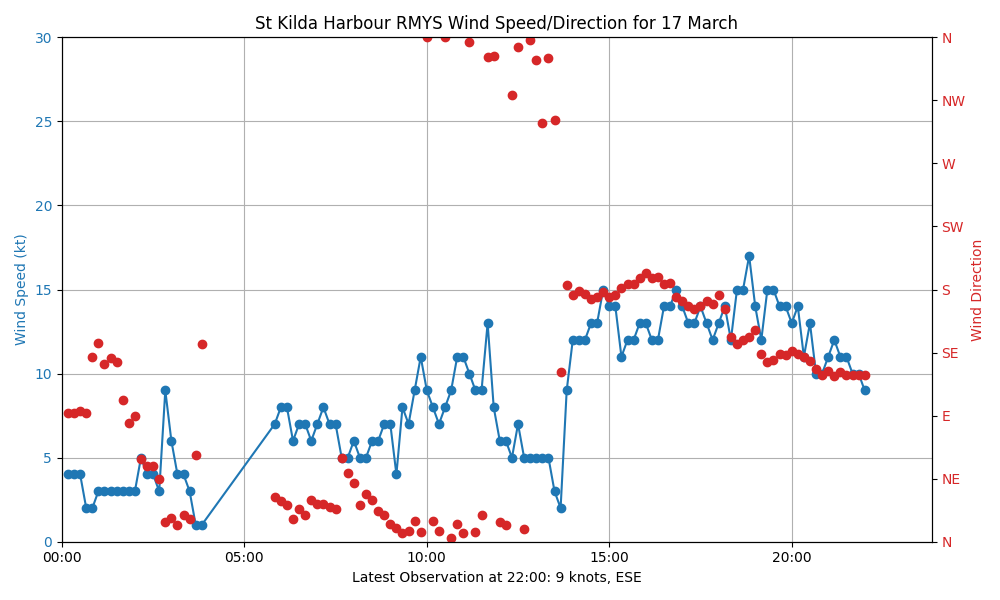 St Kilda Harbour RMYS Wind Speed/Direction for 17 March
30
25
20
15
10
5
0
Wind Speed (kt)
N
NW
W
SW
S
SE
E
NE
N
Wind Direction
00:00
05:00
10:00
15:00
20:00
Latest Observation at 22:00: 9 knots, ESE